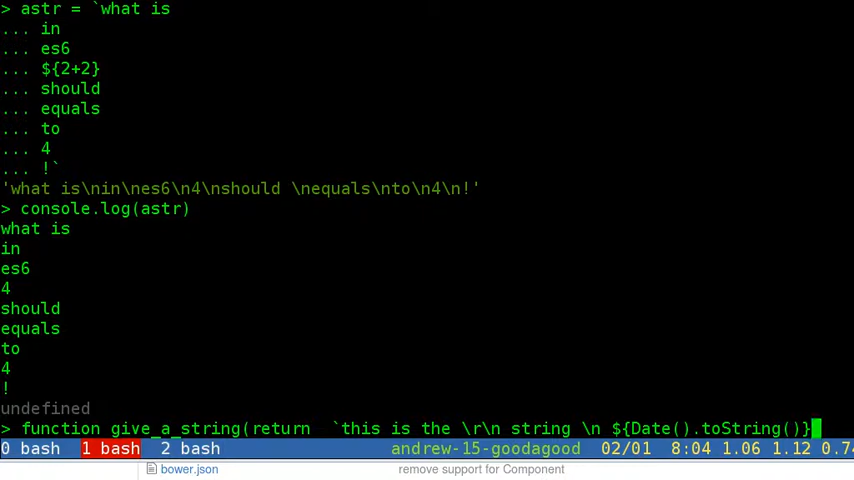 > astr = `what is
... in
... es6
... ${2+2}
... should
... equals
... to
... 4
... !`
'what is\nin\nes6\n4\nshould \nequals\nto\n4\n!'
> console.log(astr)
what is
in
es6
4
should
equals
to
4
!
undefined
> function give_a_string(return  `this is the \r\n string \n ${Date().toString()}
0 bash  1 bash  2 bash andrew-15-goodagood 02/01 8:04 1.06 1.12 0.74
bower.json remove support for Component